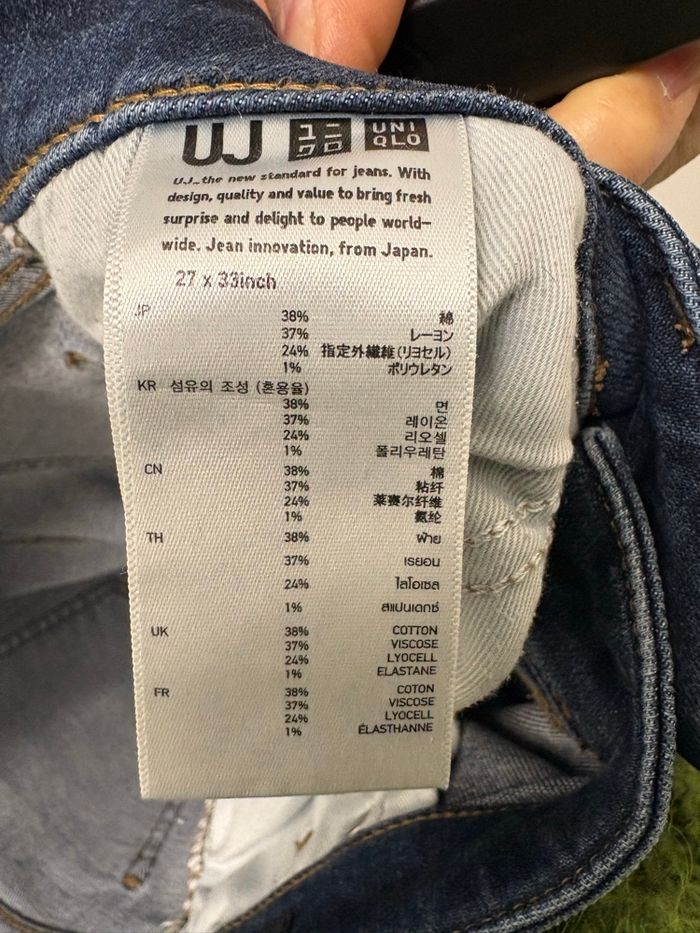 UJ ユニクロ UNIQLO
UJ_the new standard for jeans. With
design, quality and value to bring fresh
surprise and delight to people world-
wide. Jean innovation, from Japan.
27 x 33inch
JP 38% 綿
37% レーヨン
24% 指定外繊維(リヨセル)
1% ポリウレタン
KR 섬유의 조성 (혼용율)
38% 면
37% 레이온
24% 리오셀
1% 폴리우레탄
CN 38% 棉
37% 粘纤
24% 莱赛尔纤维
1% 氨纶
TH 38% ฝ้าย
37% เรยอน
24% ไลโอเซล
1% สแปนเดกซ์
UK 38% COTTON
37% VISCOSE
24% LYOCELL
1% ELASTANE
FR 38% COTON
37% VISCOSE
24% LYOCELL
1% ÉLASTHANNE